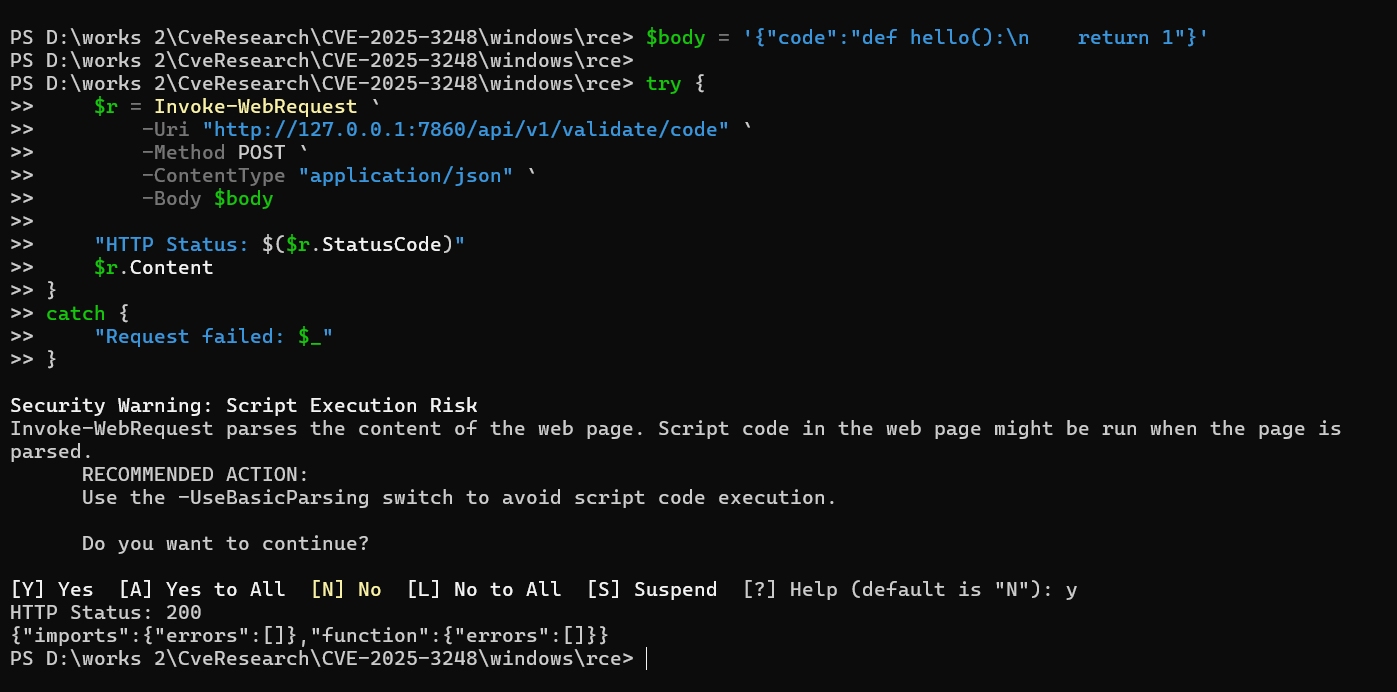 PS D:\works 2\CveResearch\CVE-2025-3248\windows\rce> $body = '{"code":"def hello():\n    return 1"}'
PS D:\works 2\CveResearch\CVE-2025-3248\windows\rce>
PS D:\works 2\CveResearch\CVE-2025-3248\windows\rce> try {
>>     $r = Invoke-WebRequest `
>>         -Uri "http://127.0.0.1:7860/api/v1/validate/code" `
>>         -Method POST `
>>         -ContentType "application/json" `
>>         -Body $body
>>
>>     "HTTP Status: $($r.StatusCode)"
>>     $r.Content
>> }
>> catch {
>>     "Request failed: $_"
>> }

Security Warning: Script Execution Risk
Invoke-WebRequest parses the content of the web page. Script code in the web page might be run when the page is
parsed.
      RECOMMENDED ACTION:
      Use the -UseBasicParsing switch to avoid script code execution.

      Do you want to continue?

[Y] Yes  [A] Yes to All  [N] No  [L] No to All  [S] Suspend  [?] Help (default is "N"): y
HTTP Status: 200
{"imports":{"errors":[]},"function":{"errors":[]}}
PS D:\works 2\CveResearch\CVE-2025-3248\windows\rce>